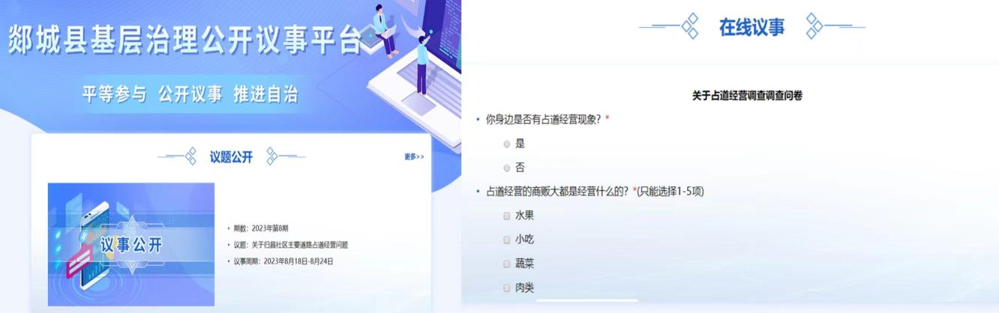 郯城县基层治理公开议事平台
平等参与 公开议事 推进自治
议题公开
更多>>
议事公开
期数：2023年第8期
议题：关于归昌社区主要道路占道经营问题
议事周期：2023年8月18日-8月24日
在线议事
关于占道经营调查调查问卷
你身边是否有占道经营现象？*
是
否
占道经营的商贩大都是经营什么的？*(只能选择1-5项)
水果
小吃
蔬菜
肉类